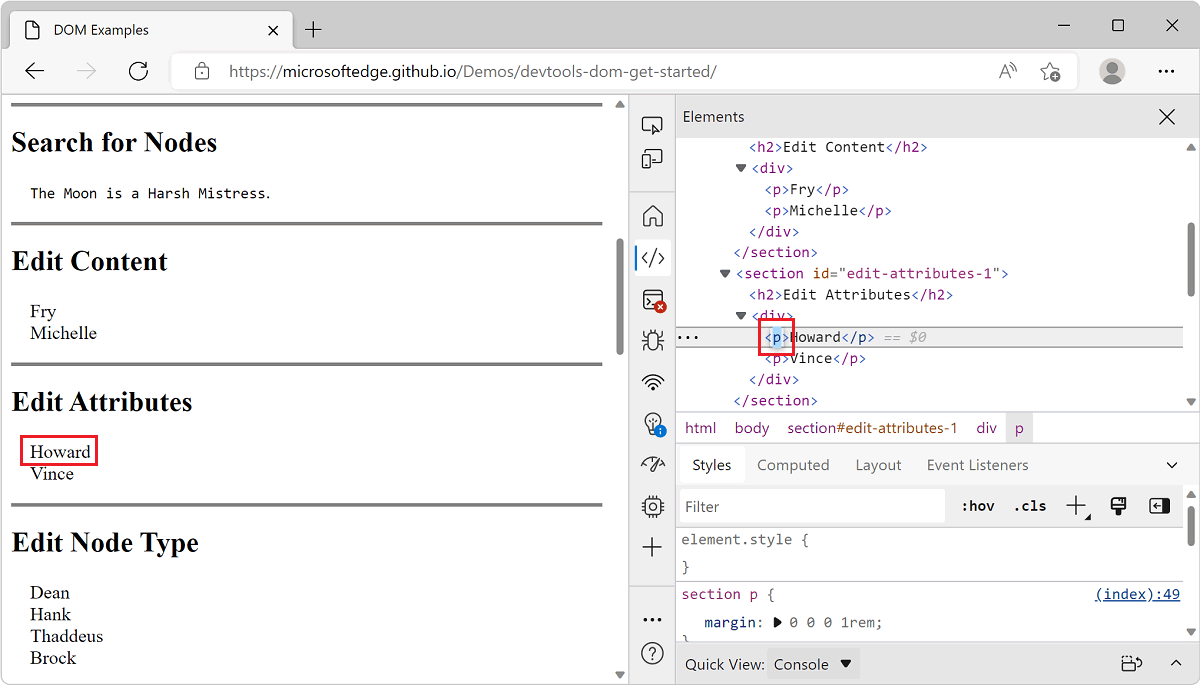 DOM Examples
https://microsoftedge.github.io/Demos/devtools-dom-get-started/
Search for Nodes
The Moon is a Harsh Mistress.
Edit Content
Fry
Michelle
Edit Attributes
Howard
Vince
Edit Node Type
Dean
Hank
Thaddeus
Brock
Elements
<h2>Edit Content</h2>
<div>
<p>Fry</p>
<p>Michelle</p>
</div>
</section>
<section id="edit-attributes-1">
<h2>Edit Attributes</h2>
<div>
<p>Howard</p> == $0
<p>Vince</p>
</div>
</section>
html body section#edit-attributes-1 div p
Styles Computed Layout Event Listeners
Filter :hov .cls
element.style {
}
section p { (index):49
margin: 0 0 0 1rem;
}
Quick View: Console